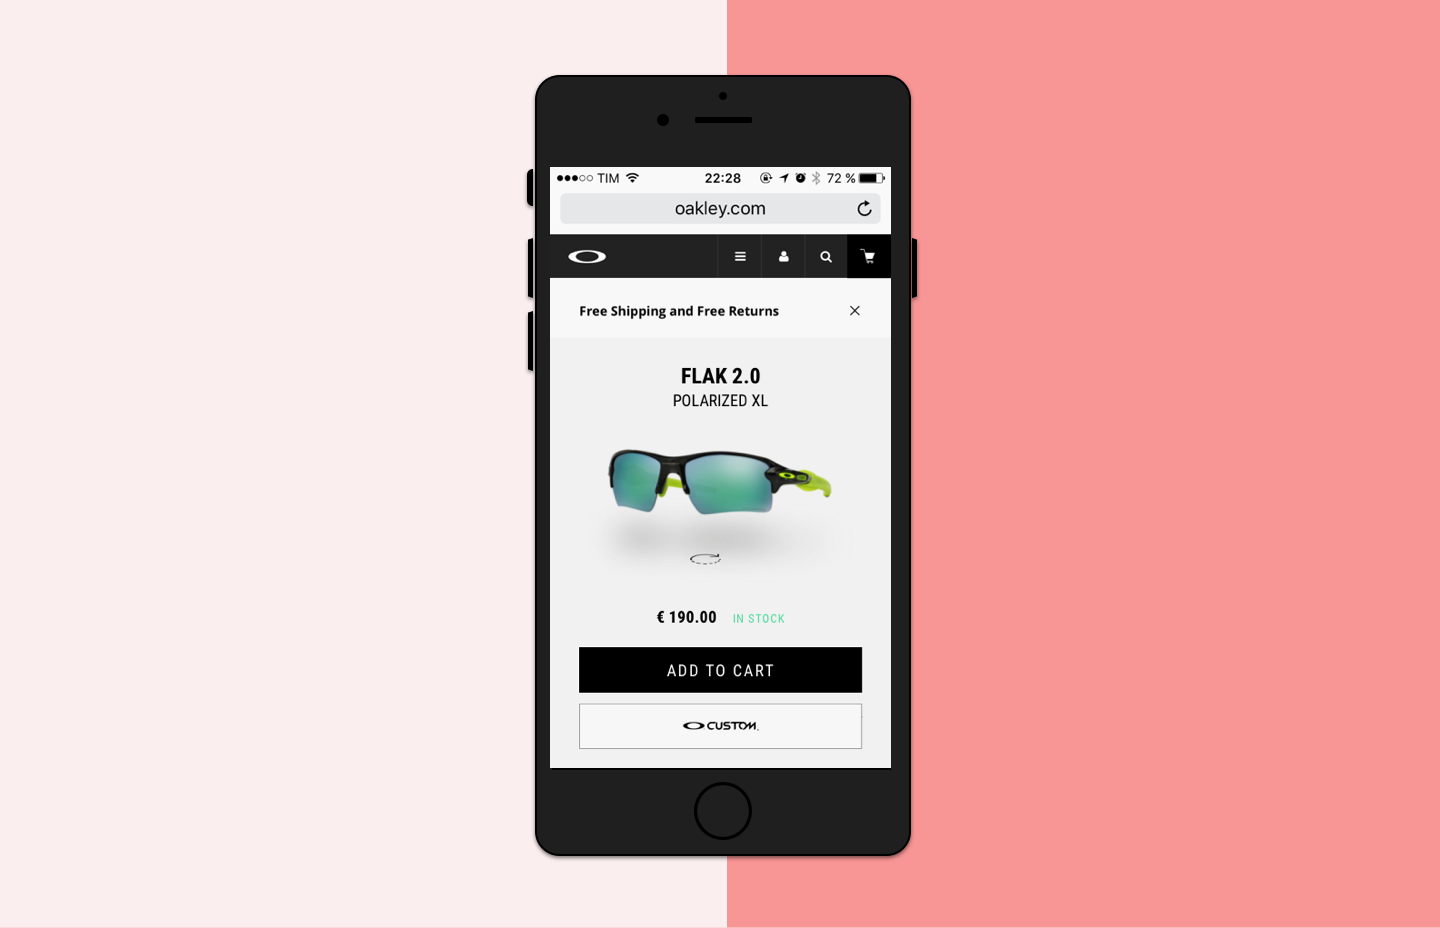 TIM 22:28 72 %
oakley.com
Free Shipping and Free Returns
FLAK 2.0
POLARIZED XL
€ 190.00 IN STOCK
ADD TO CART
CUSTOM